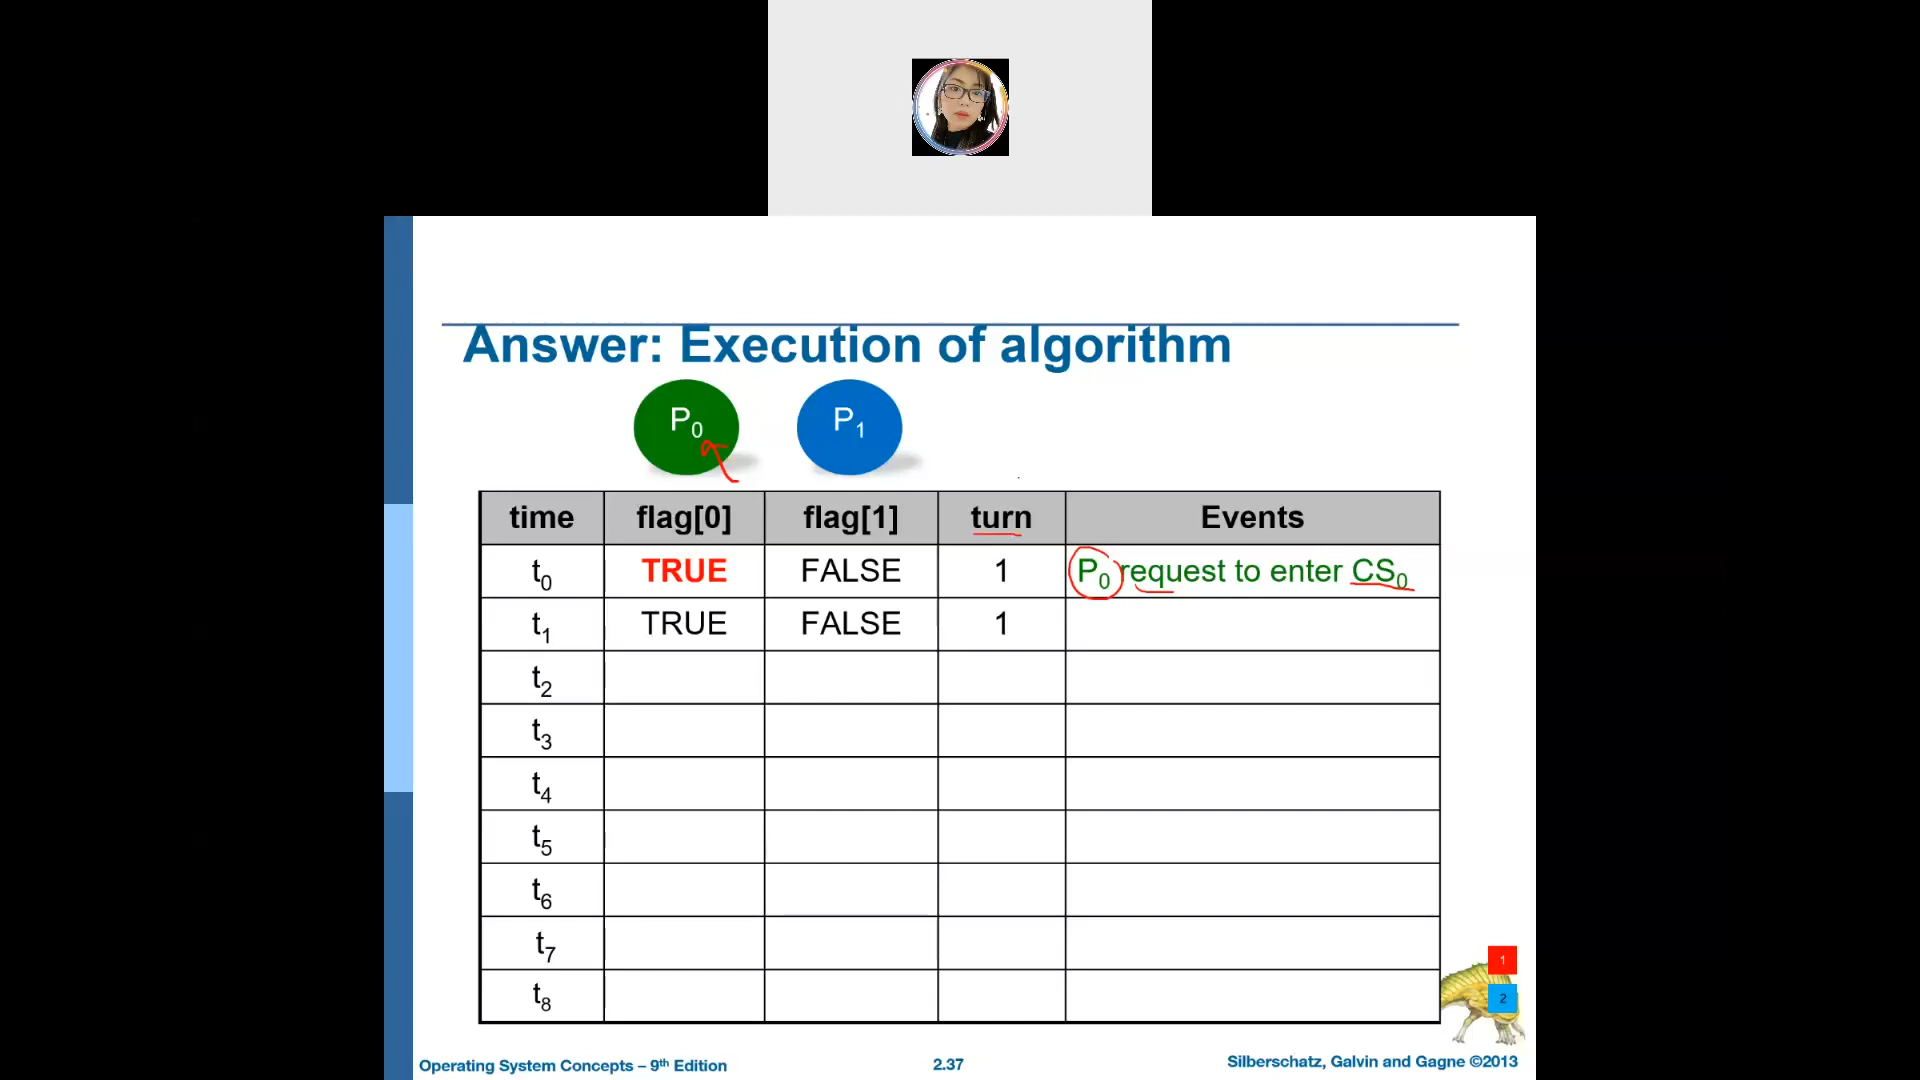 Answer: Execution of algorithm
P0 P1
time flag[0] flag[1] turn Events
t0 TRUE FALSE 1 P0 request to enter CS0
t1 TRUE FALSE 1
t2
t3
t4
t5
t6
t7
t8
1
2
Operating System Concepts – 9th Edition 2.37 Silberschatz, Galvin and Gagne ©2013